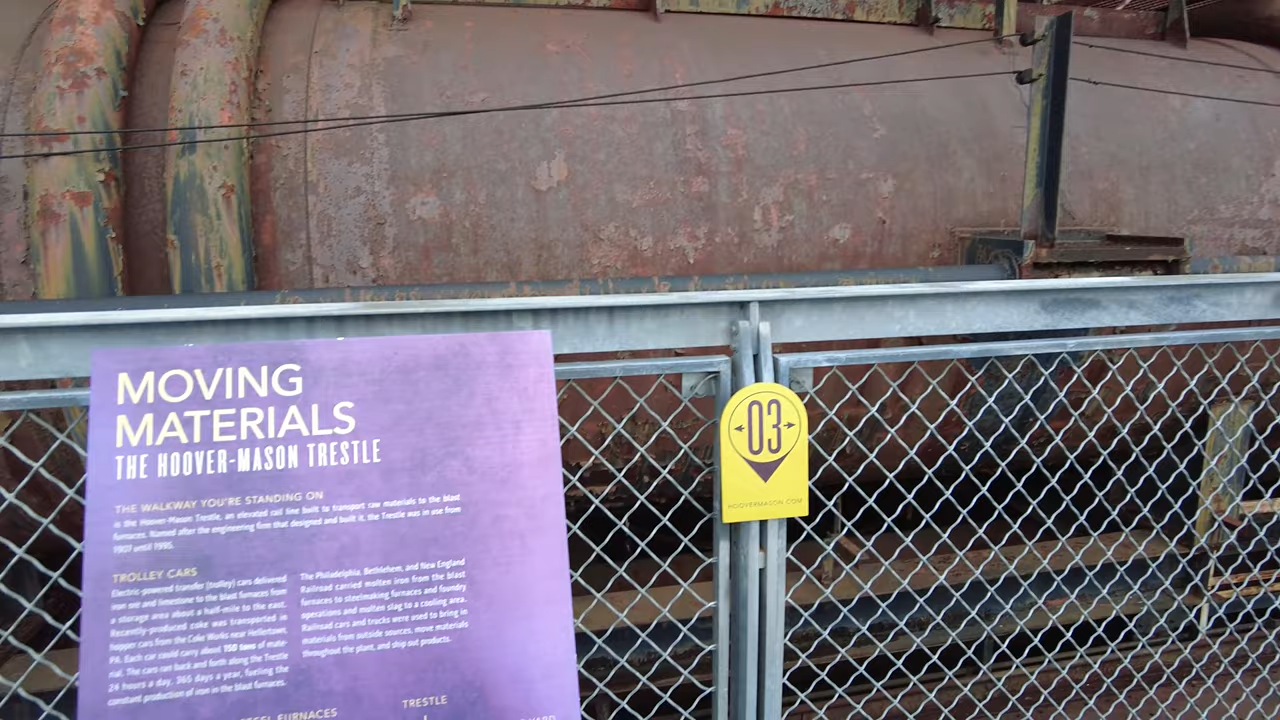 MOVING
MATERIALS
THE HOOVER-MASON TRESTLE
THE WALKWAY YOU'RE STANDING ON
is the Hoover-Mason Trestle, an elevated rail line built to transport raw materials to the blast
furnaces. Named after the engineering firm that designed and built it, the Trestle was in use from
1907 until 1995.
TROLLEY CARS
Electric-powered transfer (trolley) cars delivered
iron ore and limestone to the blast furnaces from
a storage area about a half-mile to the east.
Recently-produced coke was transported in
hopper cars from the Coke Works near Hellertown,
PA. Each car could carry about 150 tons of mate-
rial. The cars ran back and forth along the Trestle
24 hours a day, 365 days a year, fueling the
constant production of iron in the blast furnaces.
The Philadelphia, Bethlehem, and New England
Railroad carried molten iron from the blast
furnaces to steelmaking furnaces and foundry
operations and molten slag to a cooling area.
Railroad cars and trucks were used to bring in
materials from outside sources, move materials
throughout the plant, and ship out products.
TRESTLE
STEEL FURNACES
YARD
03
HOOVERMASON.COM